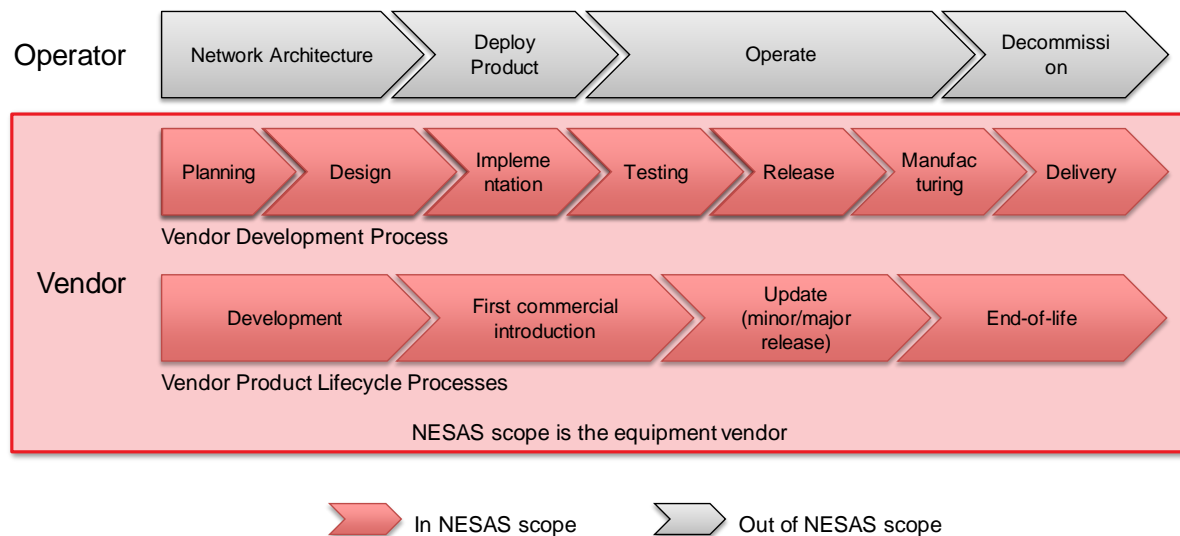 Operator
Network Architecture
Deploy
Product
Operate
Decommissi
on
Planning
Design
Impleme
ntation
Testing
Release
Manufac
turing
Delivery
Vendor Development Process
Vendor
Development
First commercial
introduction
Update
(minor/major
release)
End-of-life
Vendor Product Lifecycle Processes
NESAS scope is the equipment vendor
In NESAS scope
Out of NESAS scope